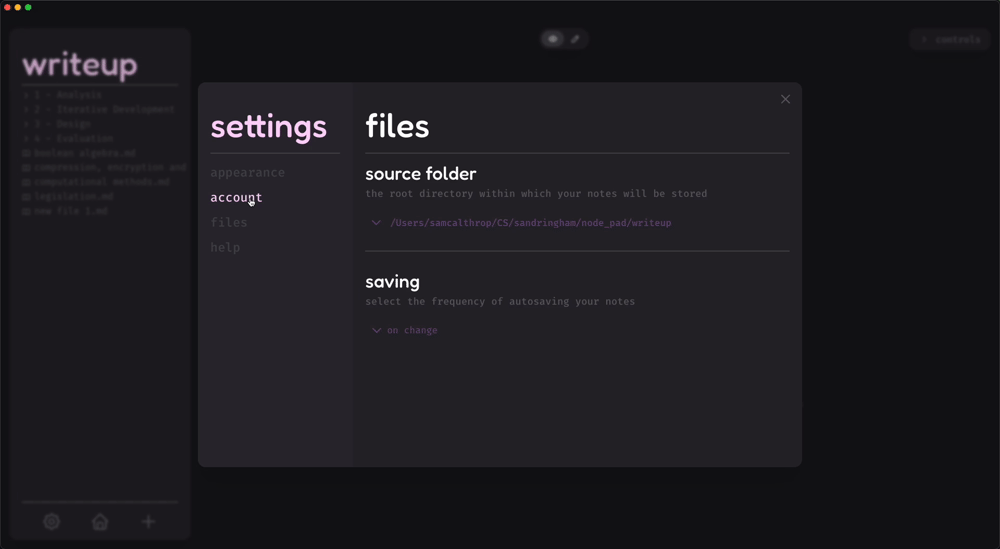 writeup
controls
1 - Analysis
2 - Iterative Development
3 - Design
4 - Evaluation
boolean algebra.md
compression, encryption and
computational methods.md
legislation.md
new file 1.md
settings
appearance
account
files
help
files
source folder
the root directory within which your notes will be stored
/Users/samcalthrop/CS/sandringham/node_pad/writeup
saving
select the frequency of autosaving your notes
on change